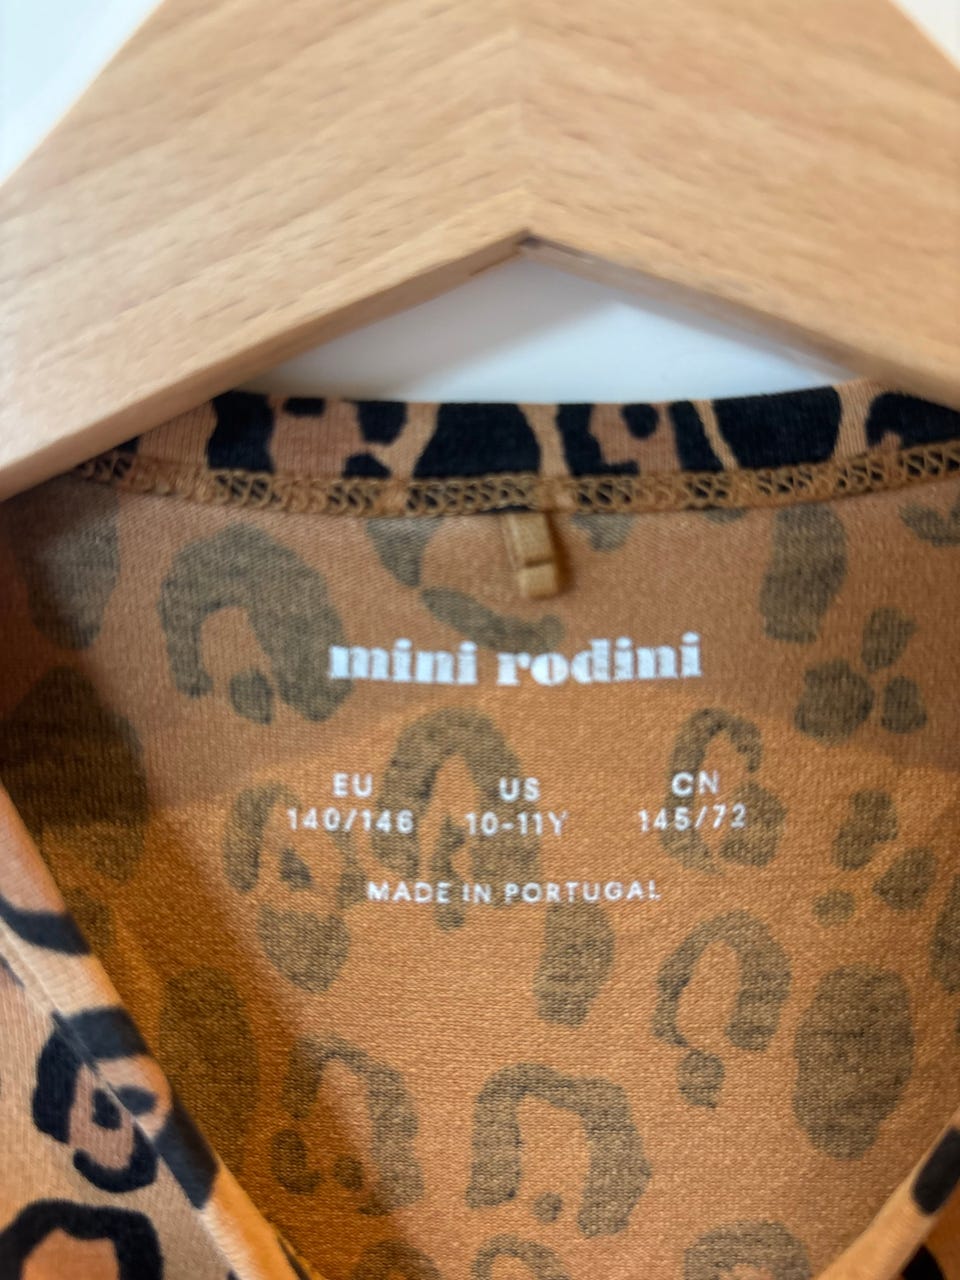 mini rodini
EU US CN
140/146 10-11Y 145/72
MADE IN PORTUGAL